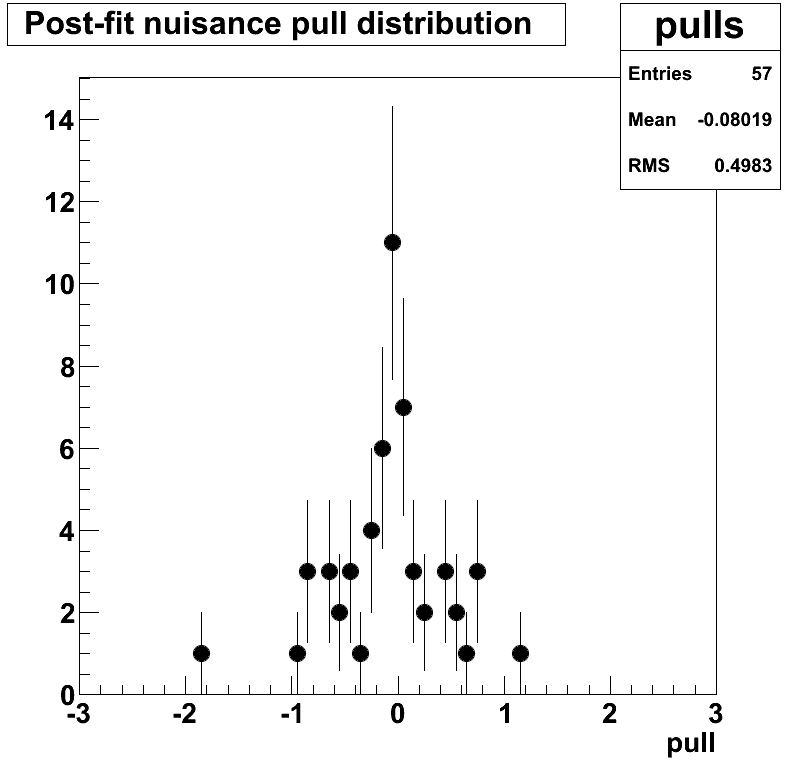 Post-fit nuisance pull distribution
pulls
Entries 57
Mean -0.08019
RMS 0.4983
14
12
10
8
6
4
2
0
-3 -2 -1 0 1 2 3
pull